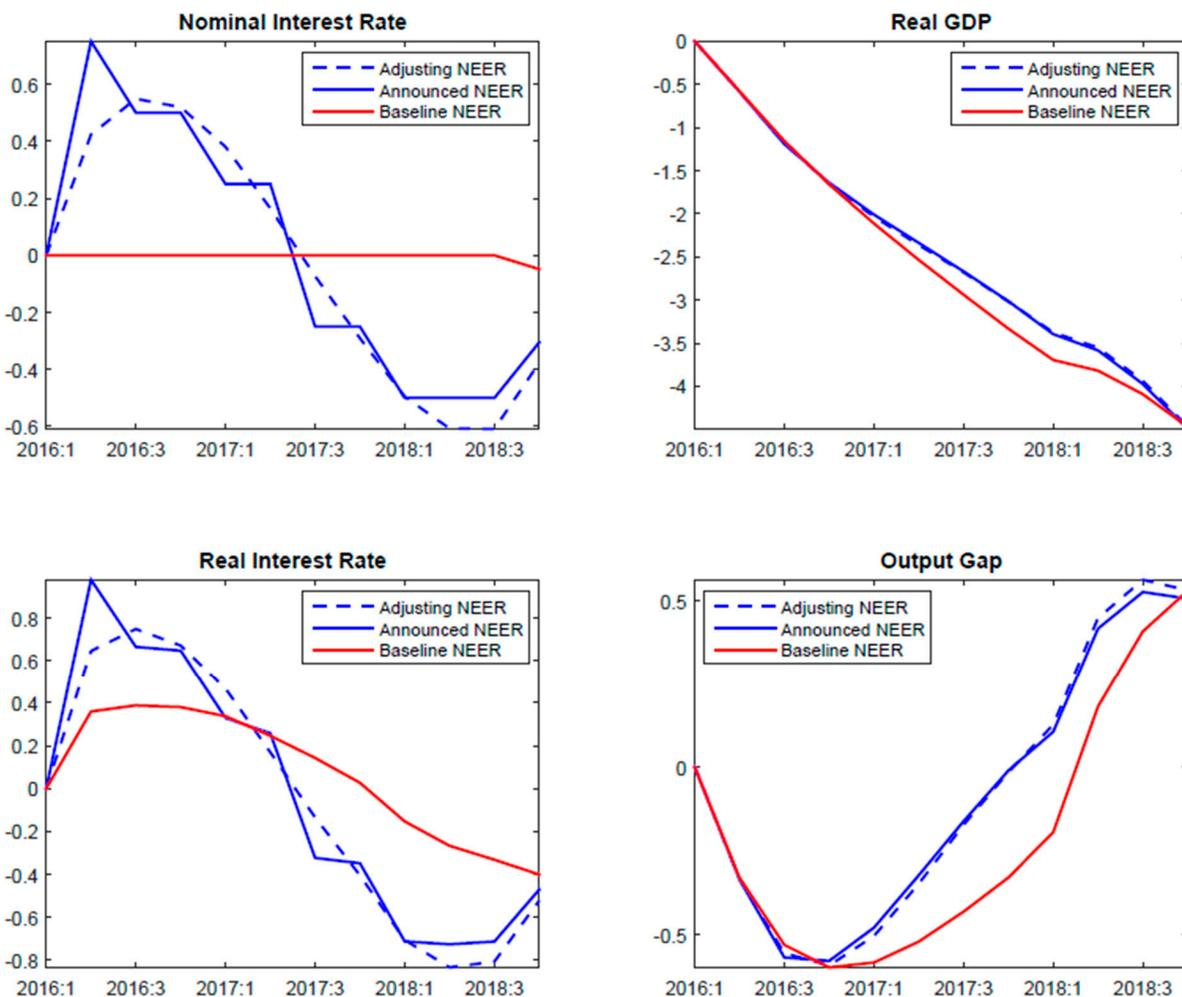 Nominal Interest Rate
0.6
0.4
0.2
0
-0.2
-0.4
-0.6
2016:1 2016:3 2017:1 2017:3 2018:1 2018:3
Adjusting NEER
Announced NEER
Baseline NEER
Real GDP
0
-0.5
-1
-1.5
-2
-2.5
-3
-3.5
-4
2016:1 2016:3 2017:1 2017:3 2018:1 2018:3
Adjusting NEER
Announced NEER
Baseline NEER
Real Interest Rate
0.8
0.6
0.4
0.2
0
-0.2
-0.4
-0.6
-0.8
2016:1 2016:3 2017:1 2017:3 2018:1 2018:3
Adjusting NEER
Announced NEER
Baseline NEER
Output Gap
0.5
0
-0.5
2016:1 2016:3 2017:1 2017:3 2018:1 2018:3
Adjusting NEER
Announced NEER
Baseline NEER